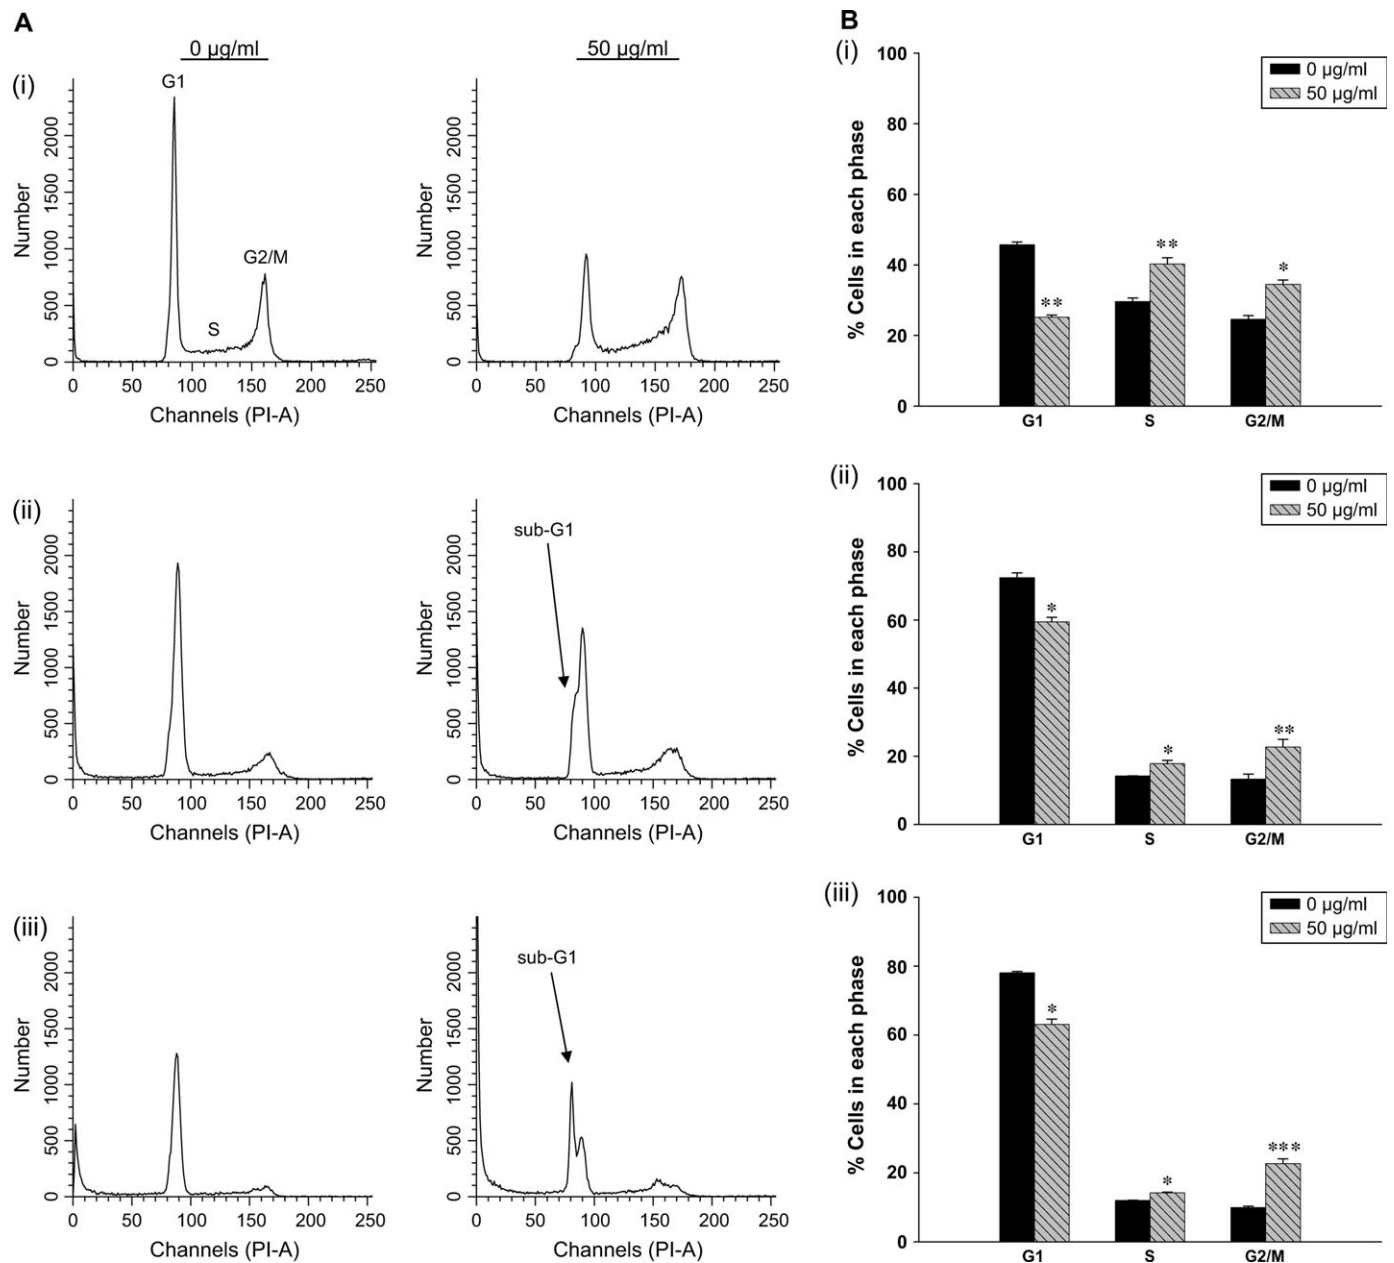 A
B
0 µg/ml
50 µg/ml
(i)
G1
S
G2/M
Number
0
500
1000
1500
2000
0 50 100 150 200 250
Channels (PI-A)
Number
0
500
1000
1500
2000
0 50 100 150 200 250
Channels (PI-A)
(i)
% Cells in each phase
100
80
60
40
20
0
0 µg/ml
50 µg/ml
**
**
*
G1 S G2/M
(ii)
Number
0
500
1000
1500
2000
0 50 100 150 200 250
Channels (PI-A)
sub-G1
Number
0
500
1000
1500
2000
0 50 100 150 200 250
Channels (PI-A)
(ii)
% Cells in each phase
100
80
60
40
20
0
0 µg/ml
50 µg/ml
*
*
**
G1 S G2/M
(iii)
Number
0
500
1000
1500
2000
0 50 100 150 200 250
Channels (PI-A)
sub-G1
Number
0
500
1000
1500
2000
0 50 100 150 200 250
Channels (PI-A)
(iii)
% Cells in each phase
100
80
60
40
20
0
0 µg/ml
50 µg/ml
*
*
***
G1 S G2/M